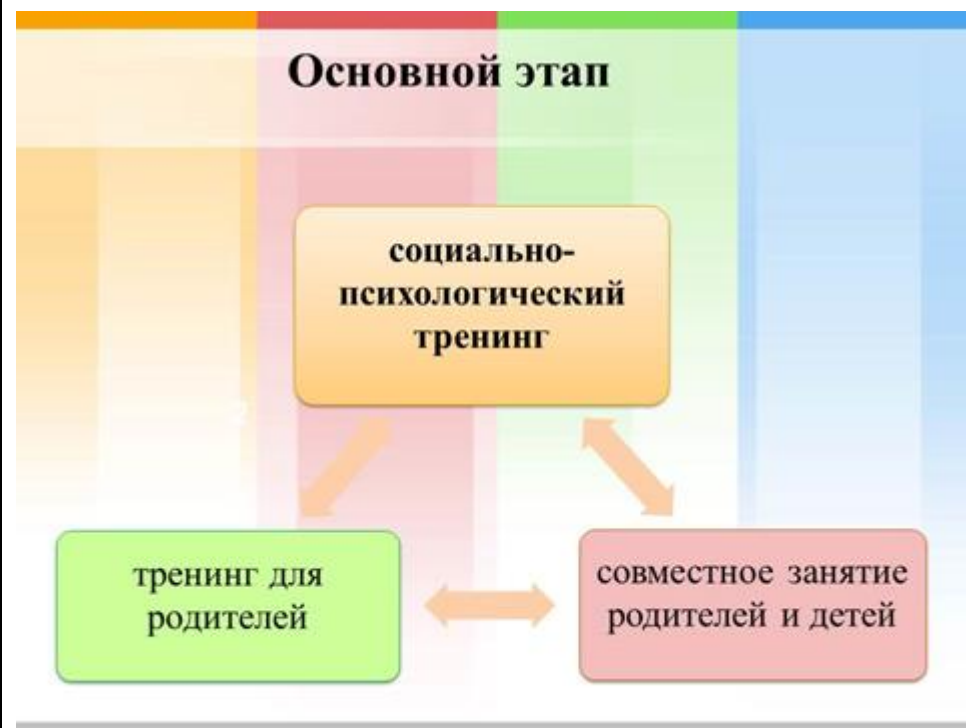 Основной этап
социально-
психологический
тренинг
тренинг для
родителей
совместное занятие
родителей и детей